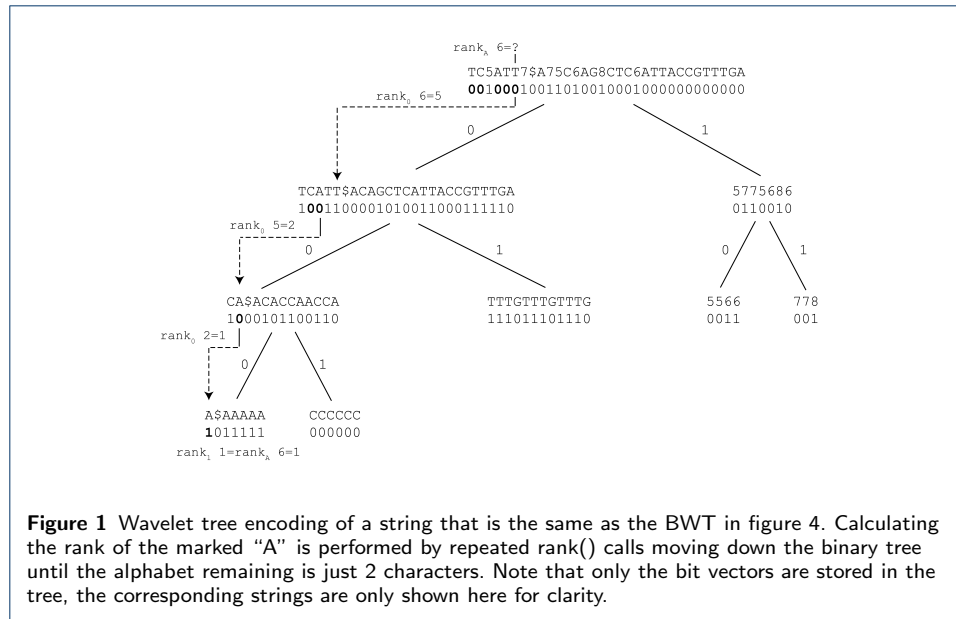 rank_A 6=?
TC5ATT7$A75C6AG8CTC6ATTACCGTTTGA
00100010011010010001000000000000
rank_0 6=5
0
1
TCATT$ACAGCTCATTACCGTTTGA
1001100001010011000111110
5775686
0110010
rank_0 5=2
0
1
0
1
CA$ACACCAACCA
1000101100110
TTTGTTTGTTTG
111011101110
5566
0011
778
001
rank_0 2=1
0
1
A$AAAAA
1011111
CCCCCC
000000
rank_1 1=rank_A 6=1
Figure 1 Wavelet tree encoding of a string that is the same as the BWT in figure 4. Calculating
the rank of the marked “A” is performed by repeated rank() calls moving down the binary tree
until the alphabet remaining is just 2 characters. Note that only the bit vectors are stored in the
tree, the corresponding strings are only shown here for clarity.